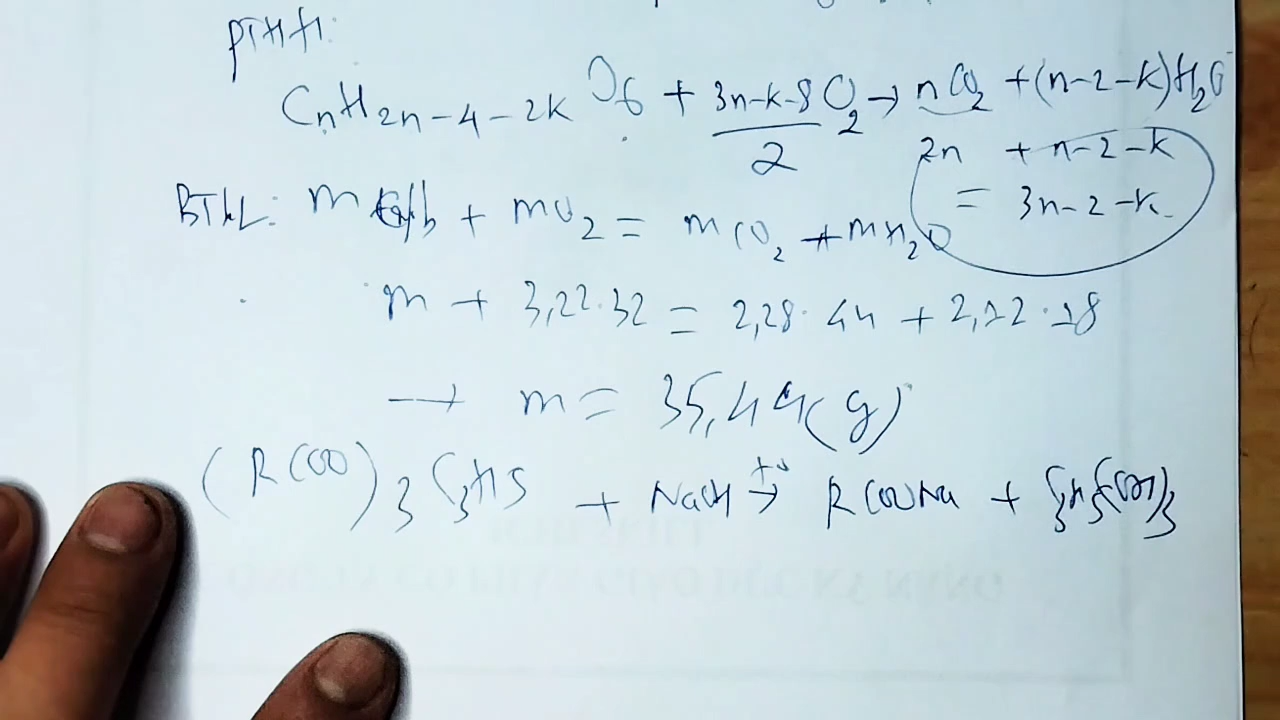 PTHH:
CnH2n-4-2k O6 + (3n-k-8)/2 O2 → nCO2 + (n-2-k)H2O
2n + n-2-k
= 3n-2-k
BTKL: m + mO2 = mCO2 + mH2O
m + 3,22.32 = 2,28.44 + 2,12.18
→ m = 35,44(g)
(RCOO)3C3H5 + NaOH t° → RCOONa + C3H5(OH)3